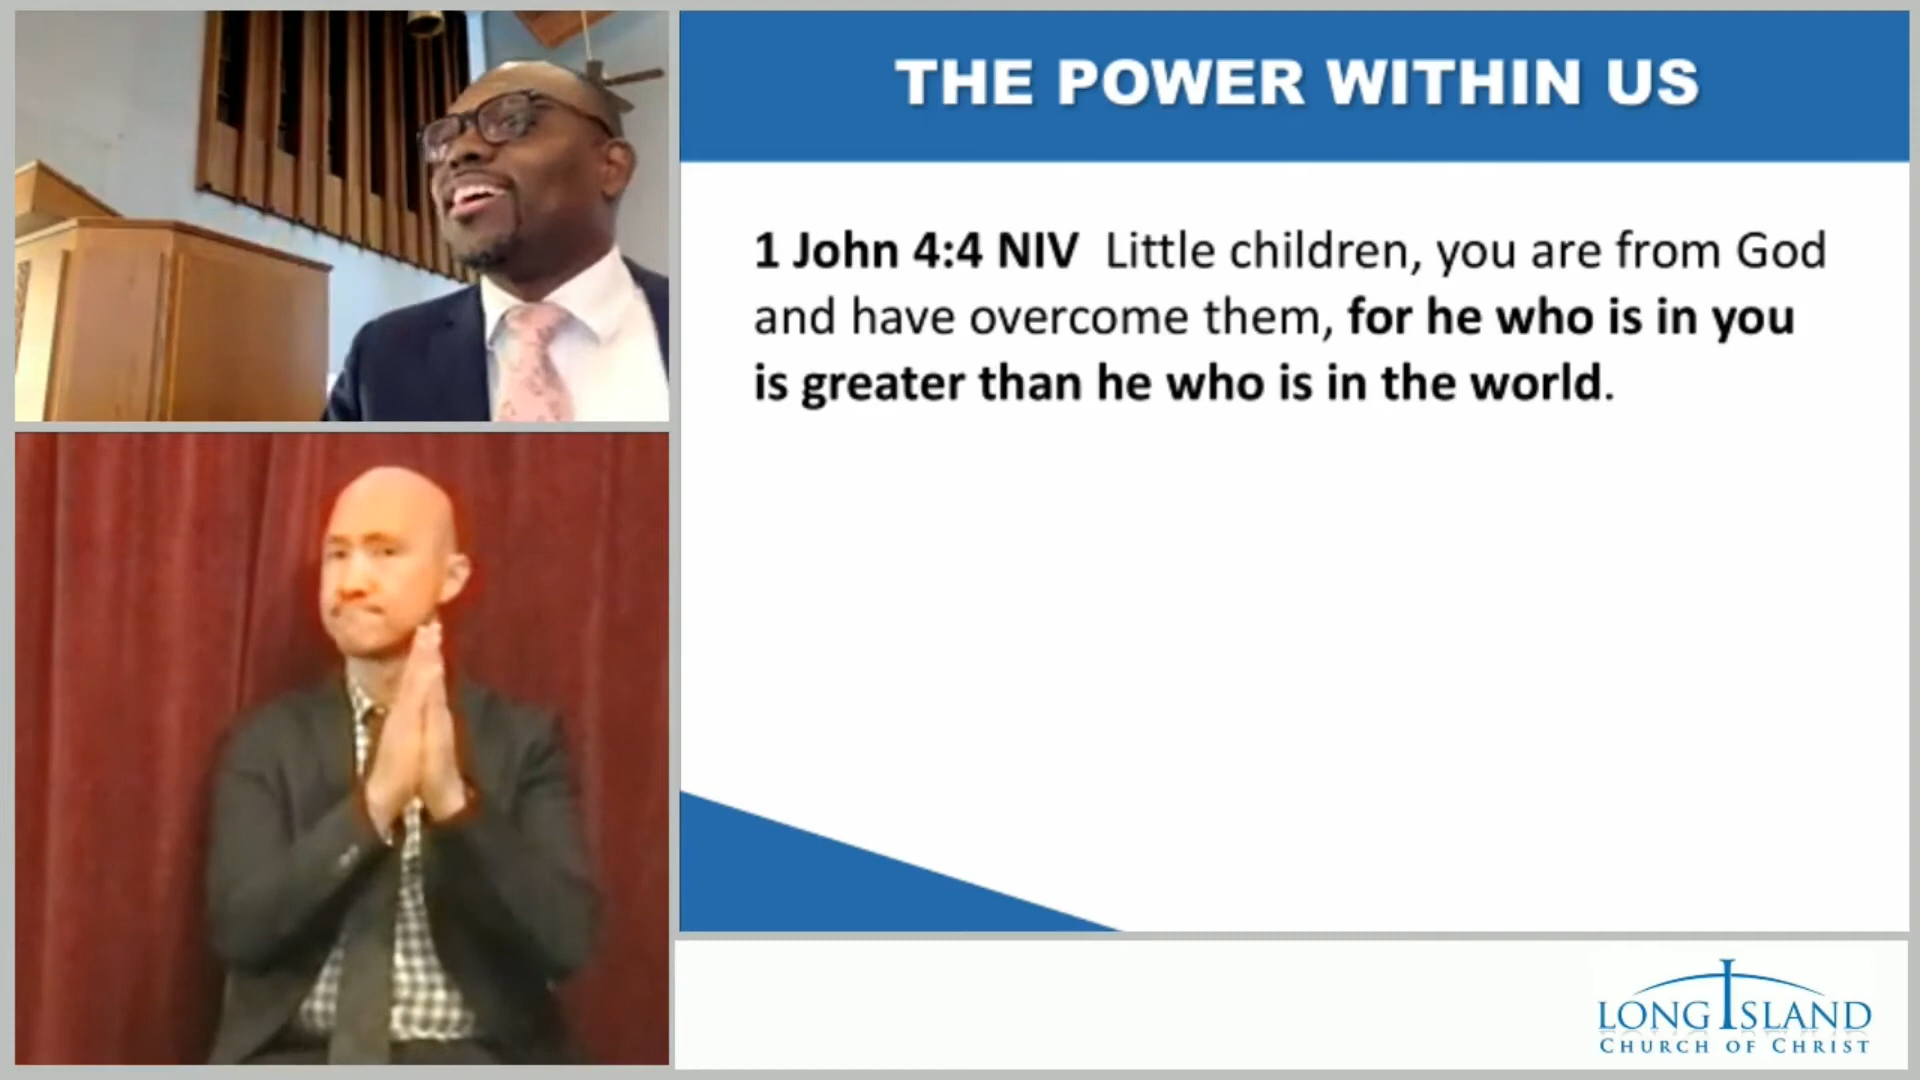 THE POWER WITHIN US
1 John 4:4 NIV Little children, you are from God
and have overcome them, for he who is in you
is greater than he who is in the world.
LONG ISLAND
CHURCH OF CHRIST